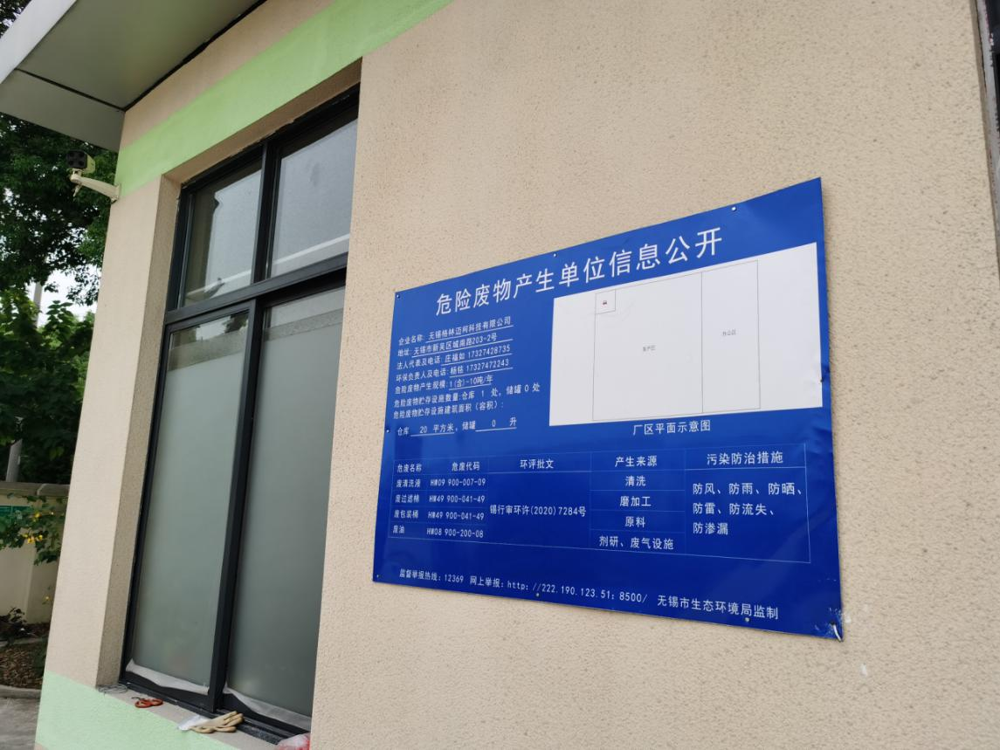 危险废物产生单位信息公开
企业名称: 无锡格林迈柯科技有限公司
地址: 无锡市新吴区城南路203-2号
法人代表及电话: 庄福如 17327428735
环保负责人及电话: 杨铭 17327472243
危险废物产生规模: 1(含)-10吨/年
危险废物贮存设施数量: 仓库 1 处, 储罐 0 处
危险废物贮存设施建筑面积(容积):
仓库 20 平方米, 储罐 0 升
生产区
办公区
厂区平面示意图
危废名称 危废代码 环评批文 产生来源 污染防治措施
废清洗液 HW09 900-007-09 清洗
废过滤棉 HW49 900-041-49 磨加工
废包装桶 HW49 900-041-49 原料
废油 HW08 900-200-08 剂研、废气设施
锡行审环许(2020)7284号
防风、防雨、防晒、
防雷、防流失、
防渗漏
监督举报热线: 12369 网上举报: http: //222.190.123.51: 8500/ 无锡市生态环境局监制